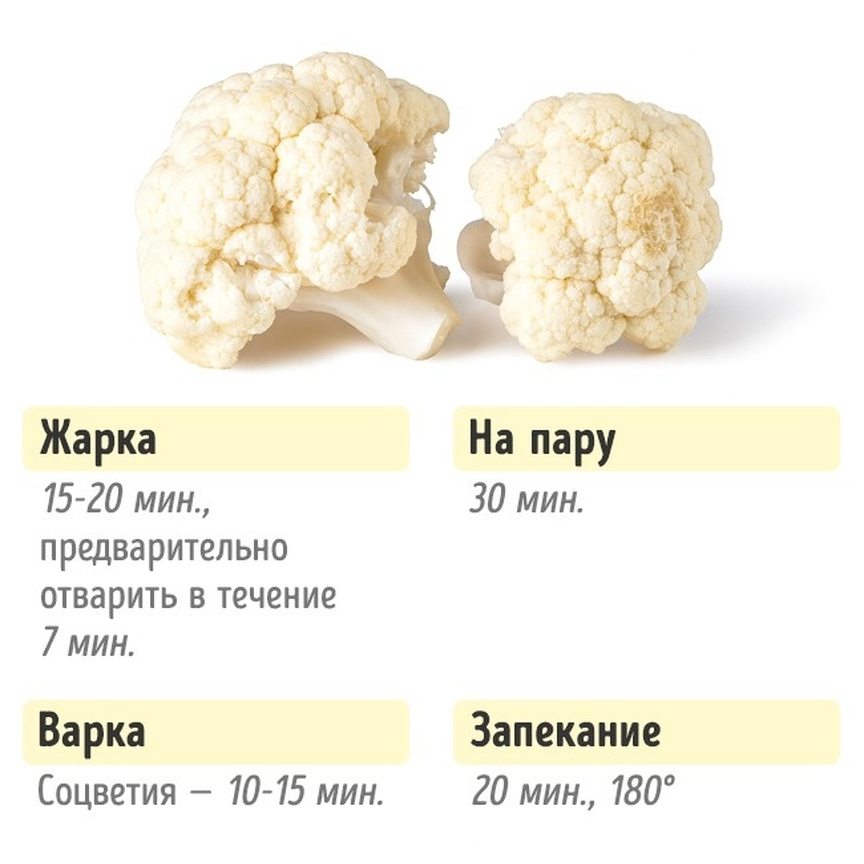 Жарка
15-20 мин.,
предварительно
отварить в течение
7 мин.
На пару
30 мин.
Варка
Соцветия – 10-15 мин.
Запекание
20 мин., 180°